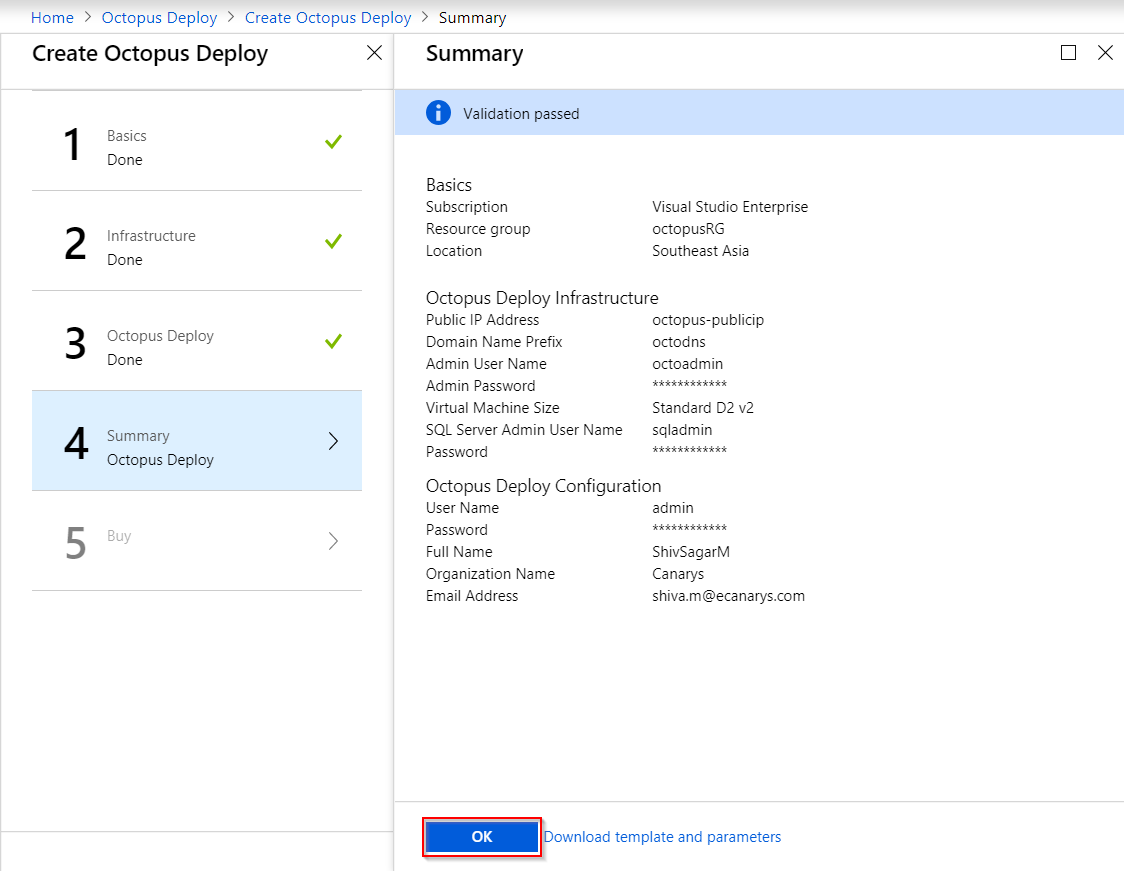 Home > Octopus Deploy > Create Octopus Deploy > Summary
Create Octopus Deploy
1
Basics
Done
2
Infrastructure
Done
3
Octopus Deploy
Done
4
Summary
Octopus Deploy
5
Buy
Summary
Validation passed
Basics
Subscription Visual Studio Enterprise
Resource group octopusRG
Location Southeast Asia
Octopus Deploy Infrastructure
Public IP Address octopus-publicip
Domain Name Prefix octodns
Admin User Name octoadmin
Admin Password ************
Virtual Machine Size Standard D2 v2
SQL Server Admin User Name sqladmin
Password ************
Octopus Deploy Configuration
User Name admin
Password ************
Full Name ShivSagarM
Organization Name Canarys
Email Address shiva.m@ecanarys.com
OK Download template and parameters